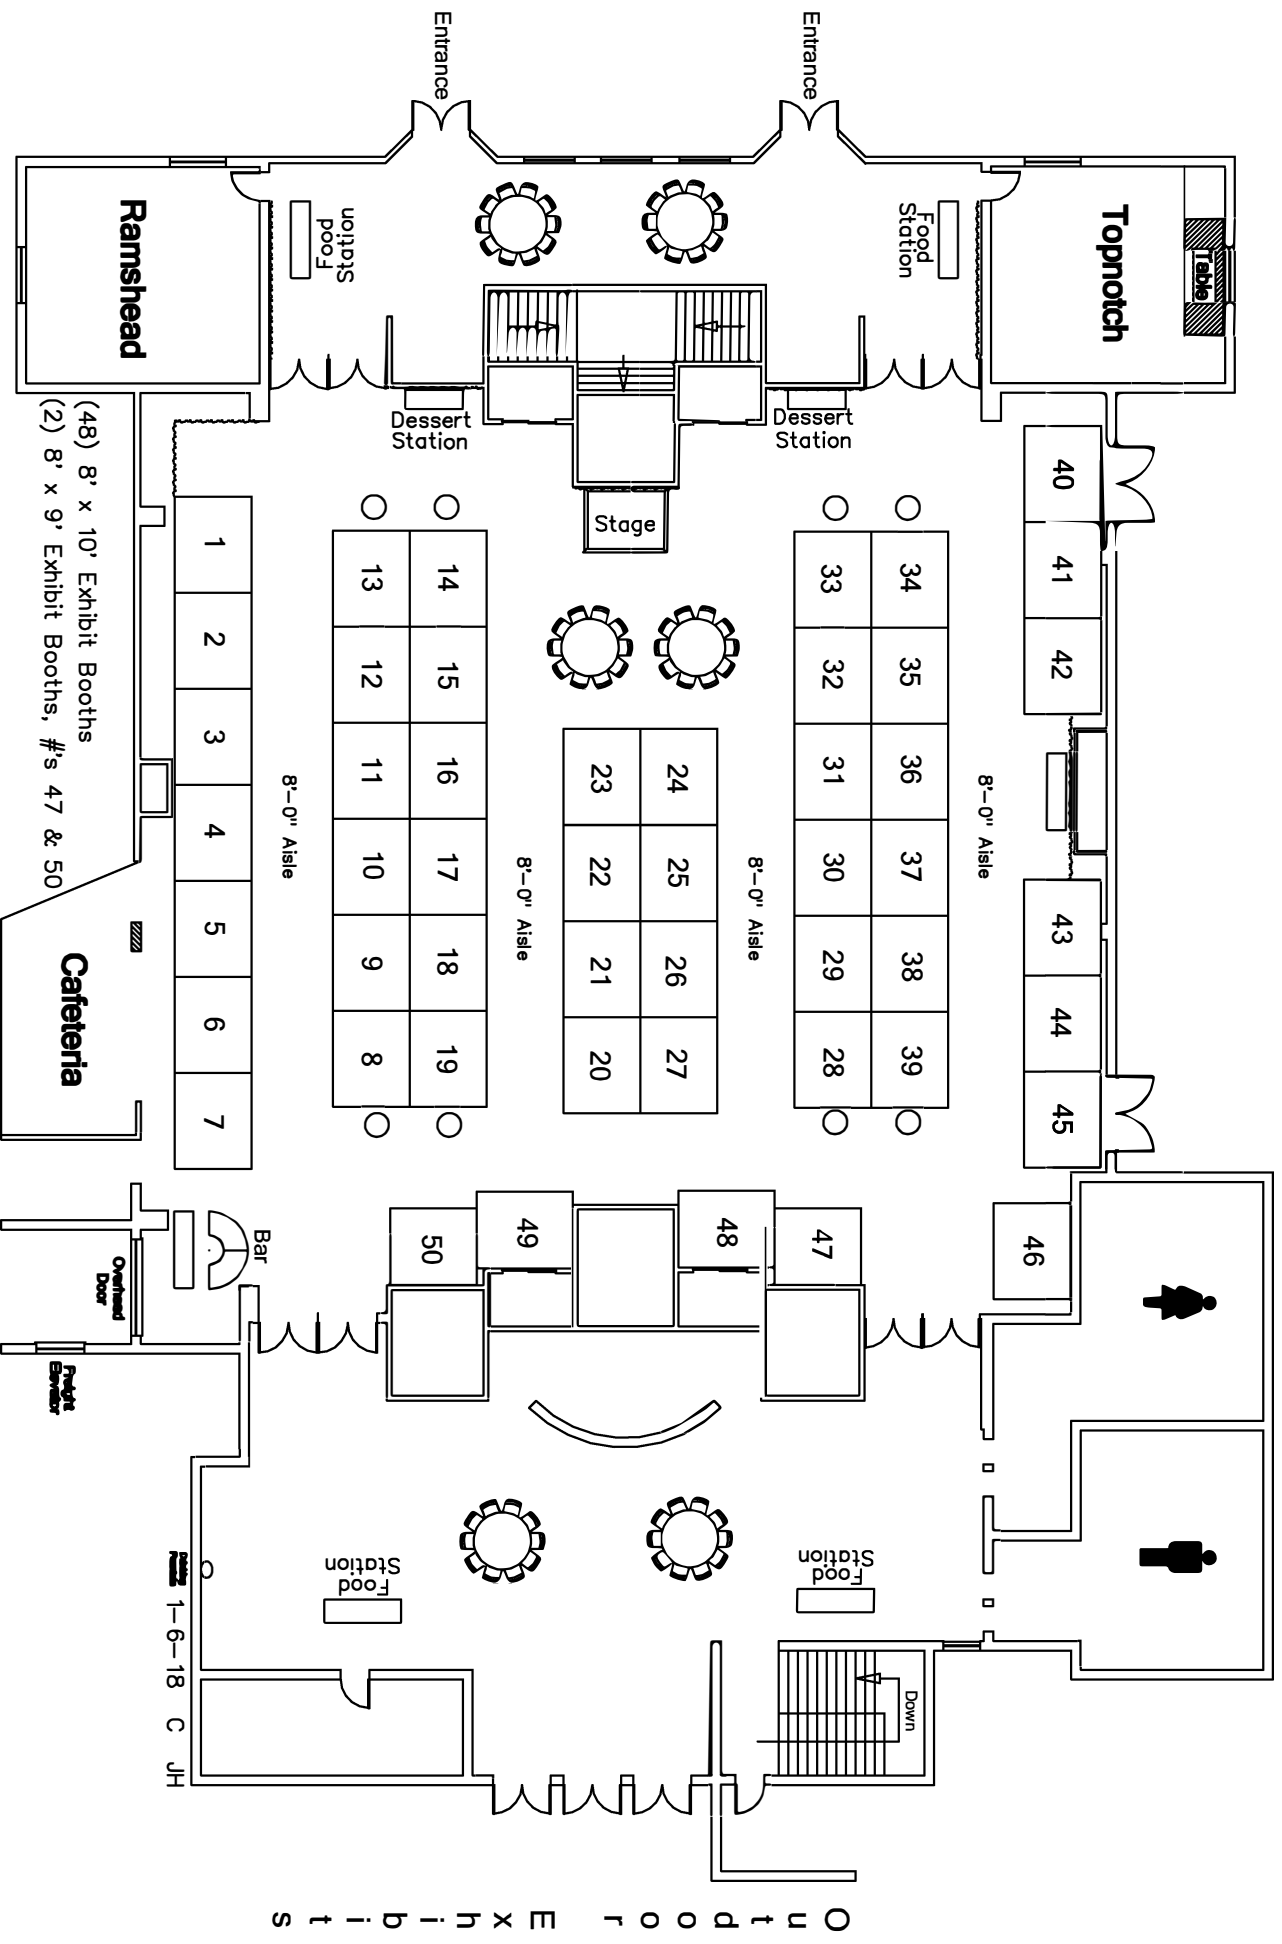 Entrance
Entrance
Ramshead
Food
Station
Food
Station
Topnotch
Table
Dessert
Station
Dessert
Station
Stage
(48) 8' x 10' Exhibit Booths
(2) 8' x 9' Exhibit Booths, #'s 47 & 50
1
2
3
4
5
6
7
13
12
11
10
9
8
14
15
16
17
18
19
23
22
21
20
24
25
26
27
33
32
31
30
29
28
34
35
36
37
38
39
40
41
42
43
44
45
46
47
48
49
50
8'-0" Aisle
8'-0" Aisle
8'-0" Aisle
8'-0" Aisle
Cafeteria
Bar
Overhead
Door
Freight
Elevator
Food
Station
Food
Station
Drinking
Fountain
1-6-18 C JH
Down
Outdoor Exhibits